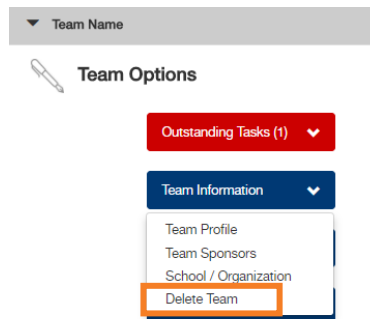 Team Name
Team Options
Outstanding Tasks (1)
Team Information
Team Profile
Team Sponsors
School / Organization
Delete Team